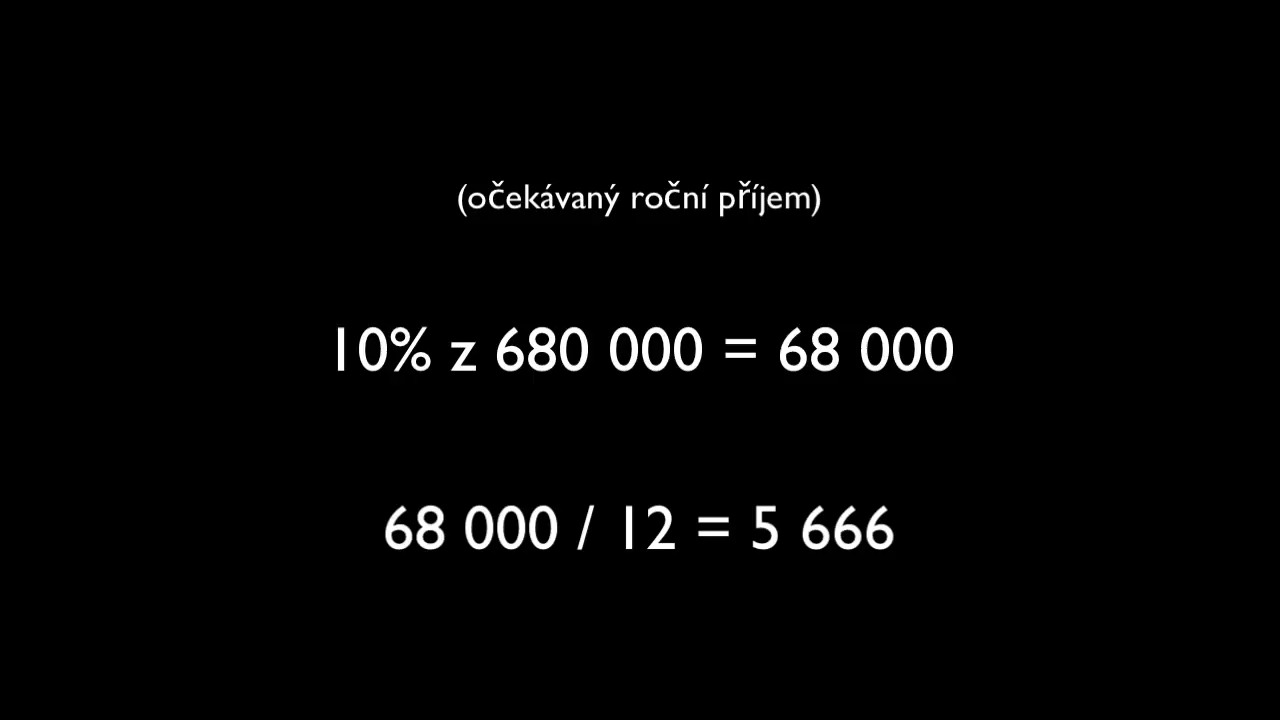 (očekávaný roční příjem)
10% z 680 000 = 68 000
68 000 / 12 = 5 666